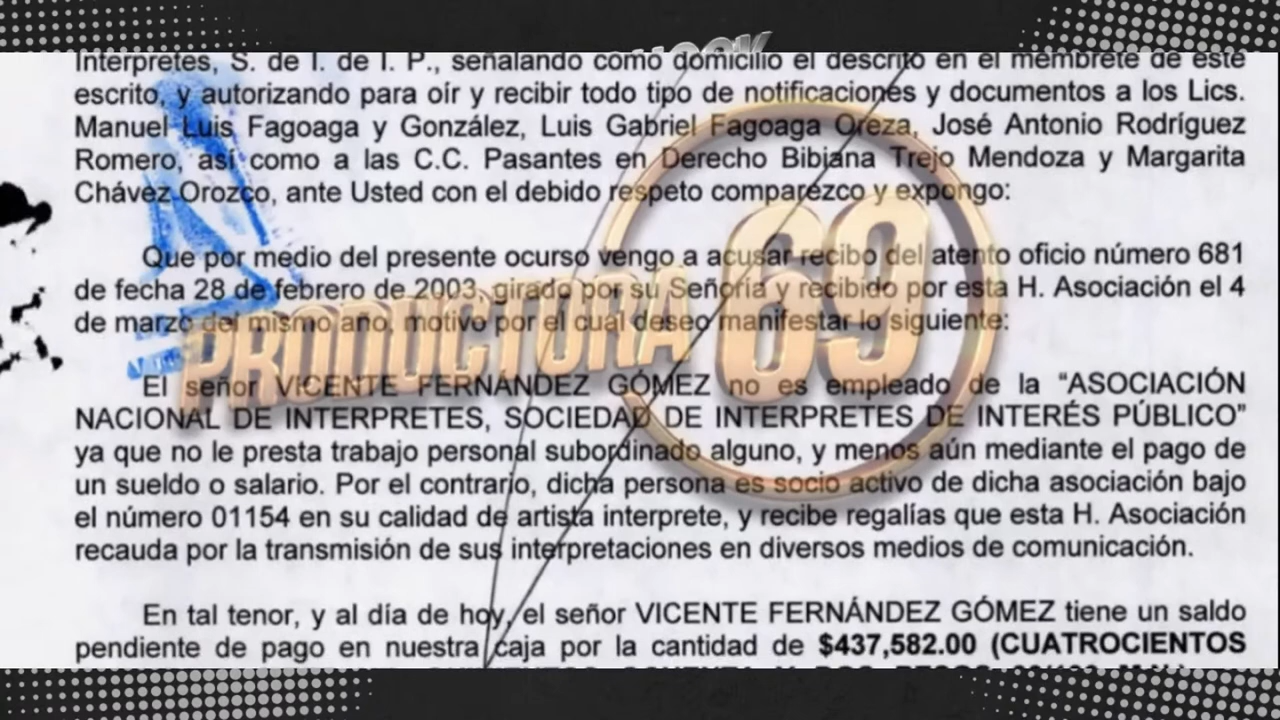 Interpretes, S. de I. de I. P., señalando como domicilio el descrito en el membrete de este
escrito, y autorizando para oír y recibir todo tipo de notificaciones y documentos a los Lics.
Manuel Luis Fagoaga y González, Luis Gabriel Fagoaga Oreza, José Antonio Rodríguez
Romero, así como a las C.C. Pasantes en Derecho Bibiana Trejo Mendoza y Margarita
Chávez Orozco, ante Usted con el debido respeto comparezco y expongo:
Que por medio del presente ocurso vengo a acusar recibo del atento oficio número 681
de fecha 28 de febrero de 2003, girado por su Señoría y recibido por esta H. Asociación el 4
de marzo del mismo ano, motivo por el cual deseo manifestar lo siguiente:
PRODUCTORA 69
El señor VICENTE FERNÁNDEZ GÓMEZ no es empleado de la “ASOCIACIÓN
NACIONAL DE INTERPRETES, SOCIEDAD DE INTERPRETES DE INTERÉS PÚBLICO”
ya que no le presta trabajo personal subordinado alguno, y menos aún mediante el pago de
un sueldo o salario. Por el contrario, dicha persona es socio activo de dicha asociación bajo
el número 01154 en su calidad de artista interprete, y recibe regalías que esta H. Asociación
recauda por la transmisión de sus interpretaciones en diversos medios de comunicación.
En tal tenor, y al día de hoy, el señor VICENTE FERNÁNDEZ GÓMEZ tiene un saldo
pendiente de pago en nuestra caja por la cantidad de $437,582.00 (CUATROCIENTOS